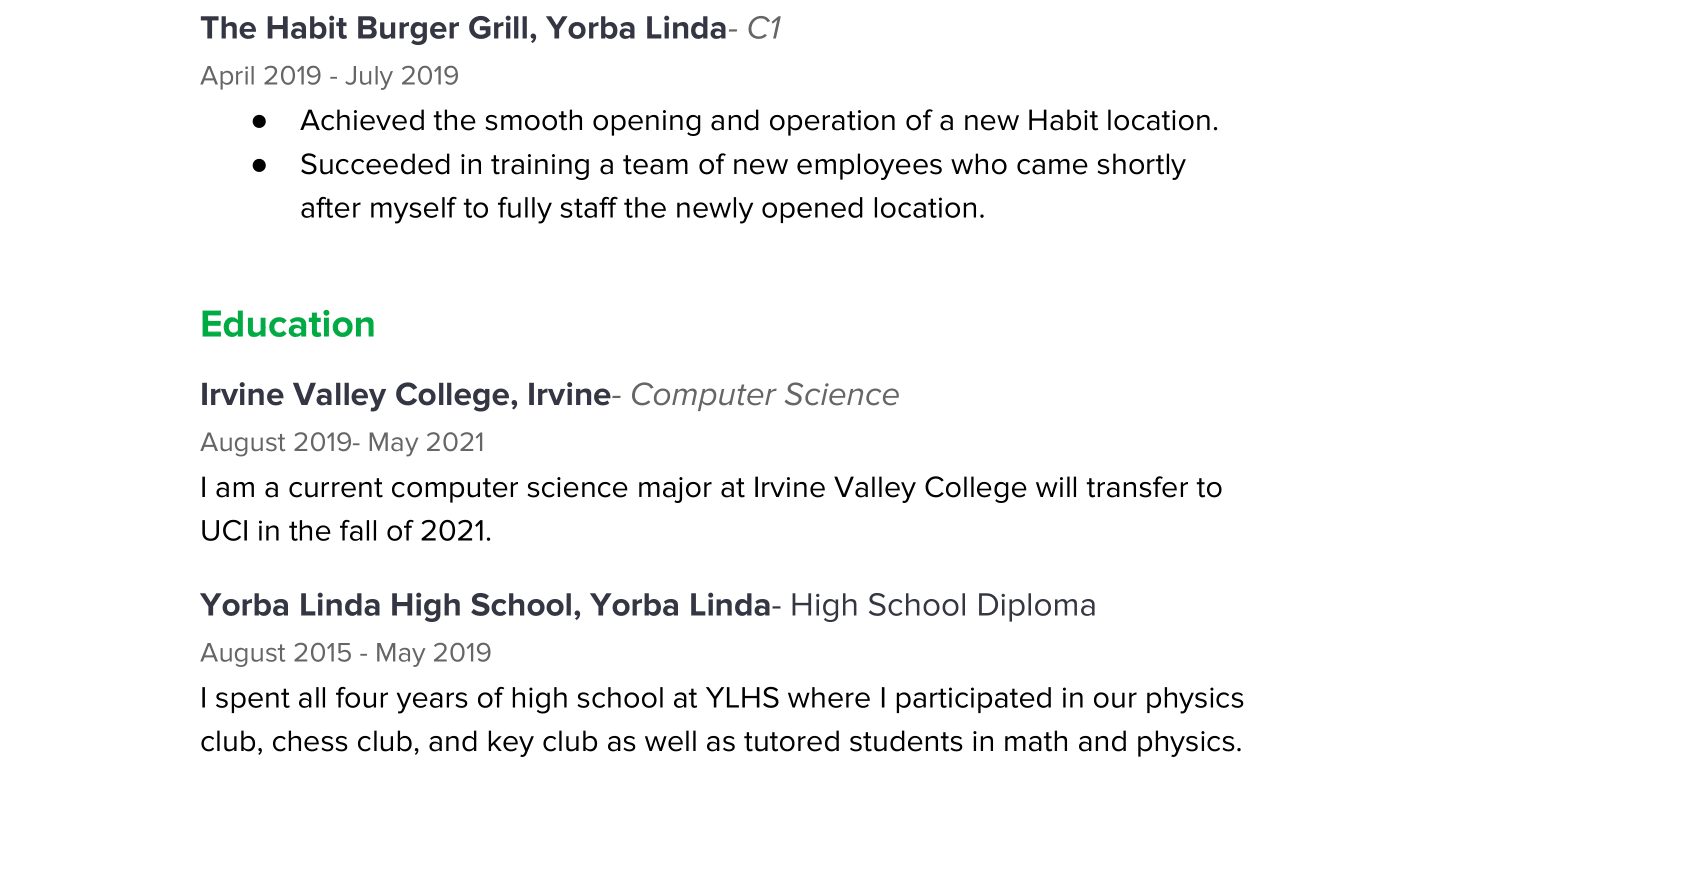 The Habit Burger Grill, Yorba Linda- C1
April 2019 - July 2019
● Achieved the smooth opening and operation of a new Habit location.
● Succeeded in training a team of new employees who came shortly
after myself to fully staff the newly opened location.
Education
Irvine Valley College, Irvine- Computer Science
August 2019- May 2021
I am a current computer science major at Irvine Valley College will transfer to
UCI in the fall of 2021.
Yorba Linda High School, Yorba Linda- High School Diploma
August 2015 - May 2019
I spent all four years of high school at YLHS where I participated in our physics
club, chess club, and key club as well as tutored students in math and physics.